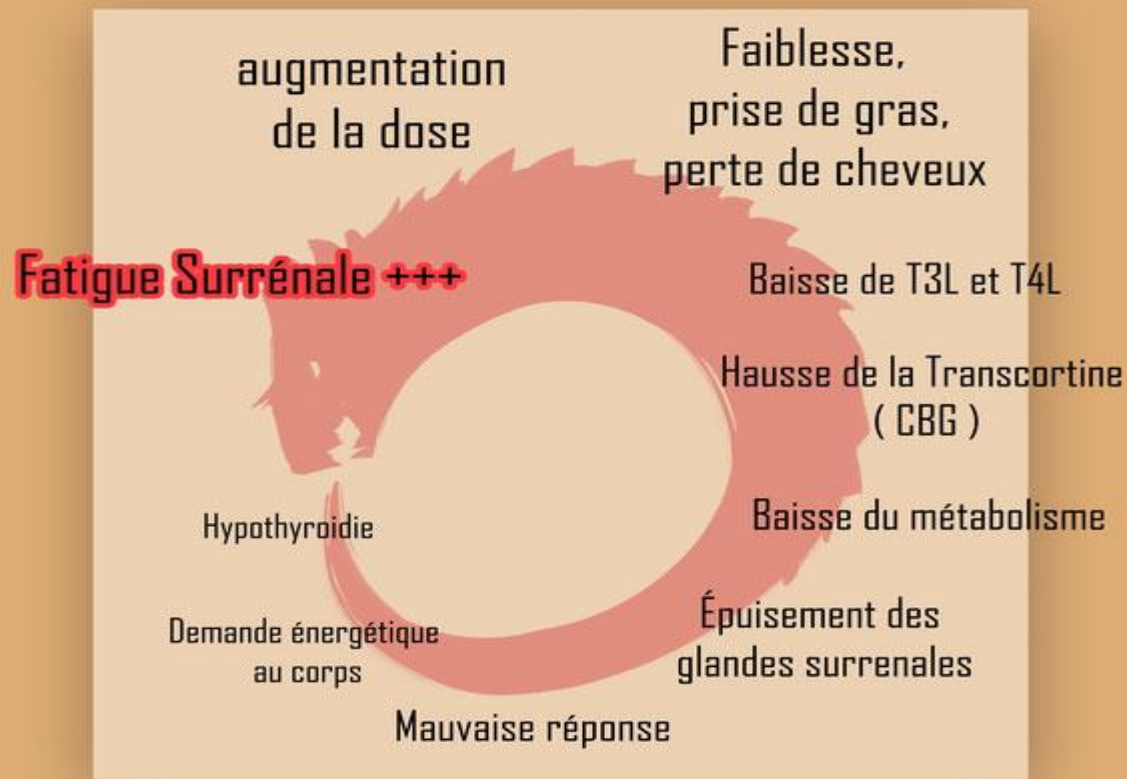 augmentation
de la dose
Faiblesse,
prise de gras,
perte de cheveux
Fatigue Surrénale +++
Baisse de T3L et T4L
Hausse de la Transcortine
( CBG )
Baisse du métabolisme
Hypothyroidie
Épuisement des
glandes surrenales
Demande énergétique
au corps
Mauvaise réponse